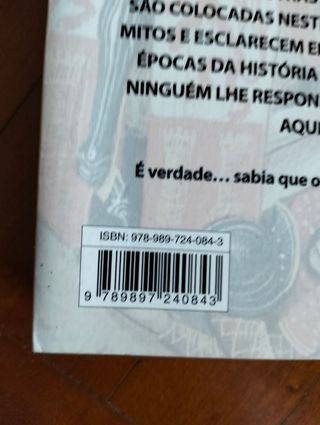 SÃO COLOCADAS NEST
MITOS E ESCLARECEM E
ÉPOCAS DA HISTÓRIA
NINGUÉM LHE RESPON
AQUI
É verdade... sabia que o
ISBN: 978-989-724-084-3
9 789897 240843